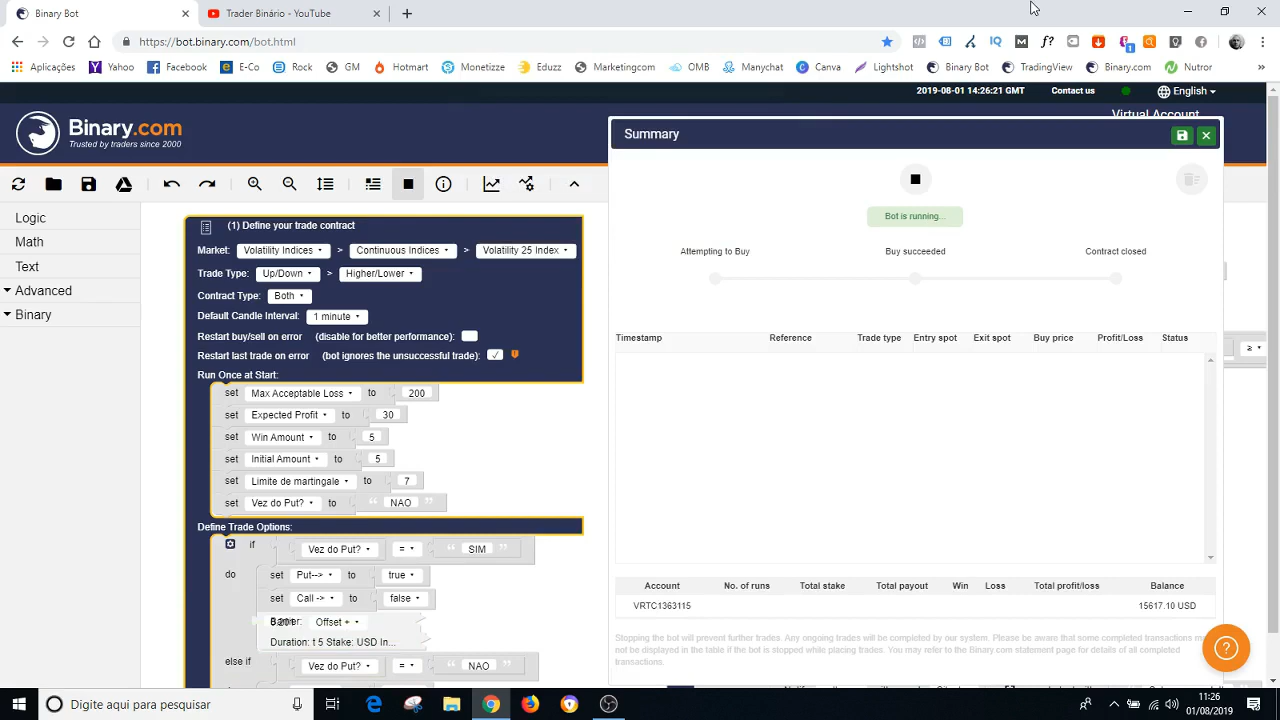 Binary Bot
Trader Binário - YouTube
https://bot.binary.com/bot.html
Aplicações
Yahoo
Facebook
E-Co
Rock
GM
Hotmart
Monetizze
Eduzz
Marketingcom
OMB
Manychat
Canva
Lightshot
Binary Bot
TradingView
Binary.com
Nutror
2019-08-01 14:26:21 GMT
Contact us
English
Binary.com
Trusted by traders since 2000
Virtual Account
Summary
Bot is running...
Attempting to Buy
Buy succeeded
Contract closed
Timestamp Reference Trade type Entry spot Exit spot Buy price Profit/Loss Status
Account No. of runs Total stake Total payout Win Loss Total profit/loss Balance
VRTC1363115 15617.10 USD
Stopping the bot will prevent further trades. Any ongoing trades will be completed by our system. Please be aware that some completed transactions m
not be displayed in the table if the bot is stopped while placing trades. You may refer to the Binary.com statement page for details of all completed
transactions.
Logic
Math
Text
Advanced
Binary
(1) Define your trade contract
Market: Volatility Indices > Continuous Indices > Volatility 25 Index
Trade Type: Up/Down > Higher/Lower
Contract Type: Both
Default Candle Interval: 1 minute
Restart buy/sell on error (disable for better performance):
Restart last trade on error (bot ignores the unsuccessful trade): ✓
Run Once at Start:
set Max Acceptable Loss to 200
set Expected Profit to 30
set Win Amount to 5
set Initial Amount to 5
set Limite de martingale to 7
set Vez do Put? to “ NAO ”
Define Trade Options:
if Vez do Put? = “ SIM ”
do set Put--> to true
set Call -> to false
Offset +
Duration: t 5 Stake: USD In...
else if Vez do Put? = “ NAO ”
Digite aqui para pesquisar
11:26
01/08/2019